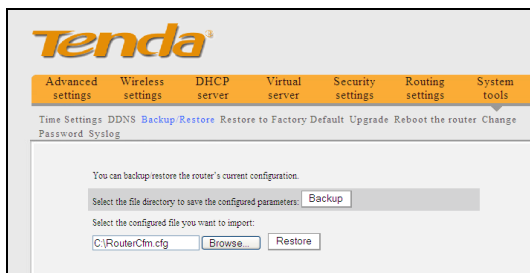 Tenda
Advanced settings Wireless settings DHCP server Virtual server Security settings Routing settings System tools
Time Settings DDNS Backup/Restore Restore to Factory Default Upgrade Reboot the router Change
Password Syslog
You can backup/restore the router's current configuration.
Select the file directory to save the configured parameters: Backup
Select the configured file you want to import:
C:\RouterCfm.cfg Browse... Restore